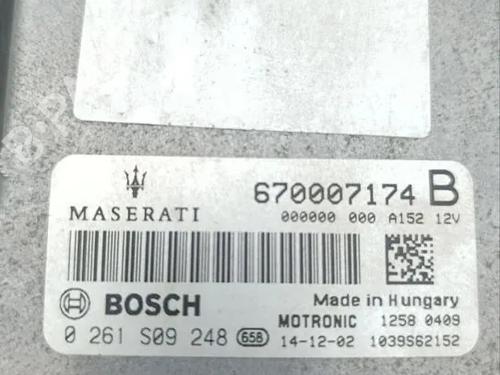 670007174 B
MASERATI
000000 000 A152 12V
BOSCH
Made in Hungary
MOTRONIC 1258 0409
0 261 S09 248 658
14-12-02 1039S62152
B-PA